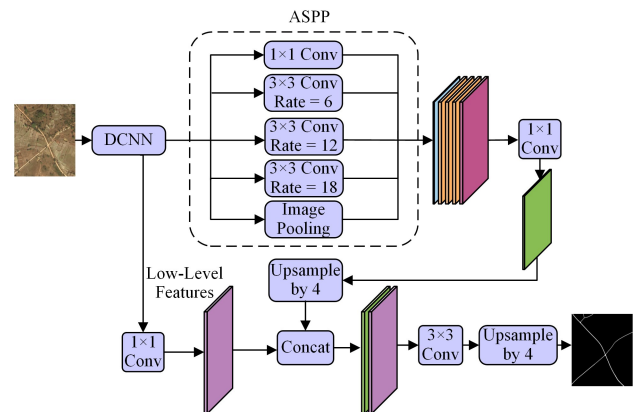 ASPP
1×1 Conv
3×3 Conv
Rate = 6
DCNN
3×3 Conv
Rate = 12
1×1
Conv
3×3 Conv
Rate = 18
Image
Pooling
Low-Level
Features
Upsample
by 4
1×1
Conv
Concat
3×3
Conv
Upsample
by 4